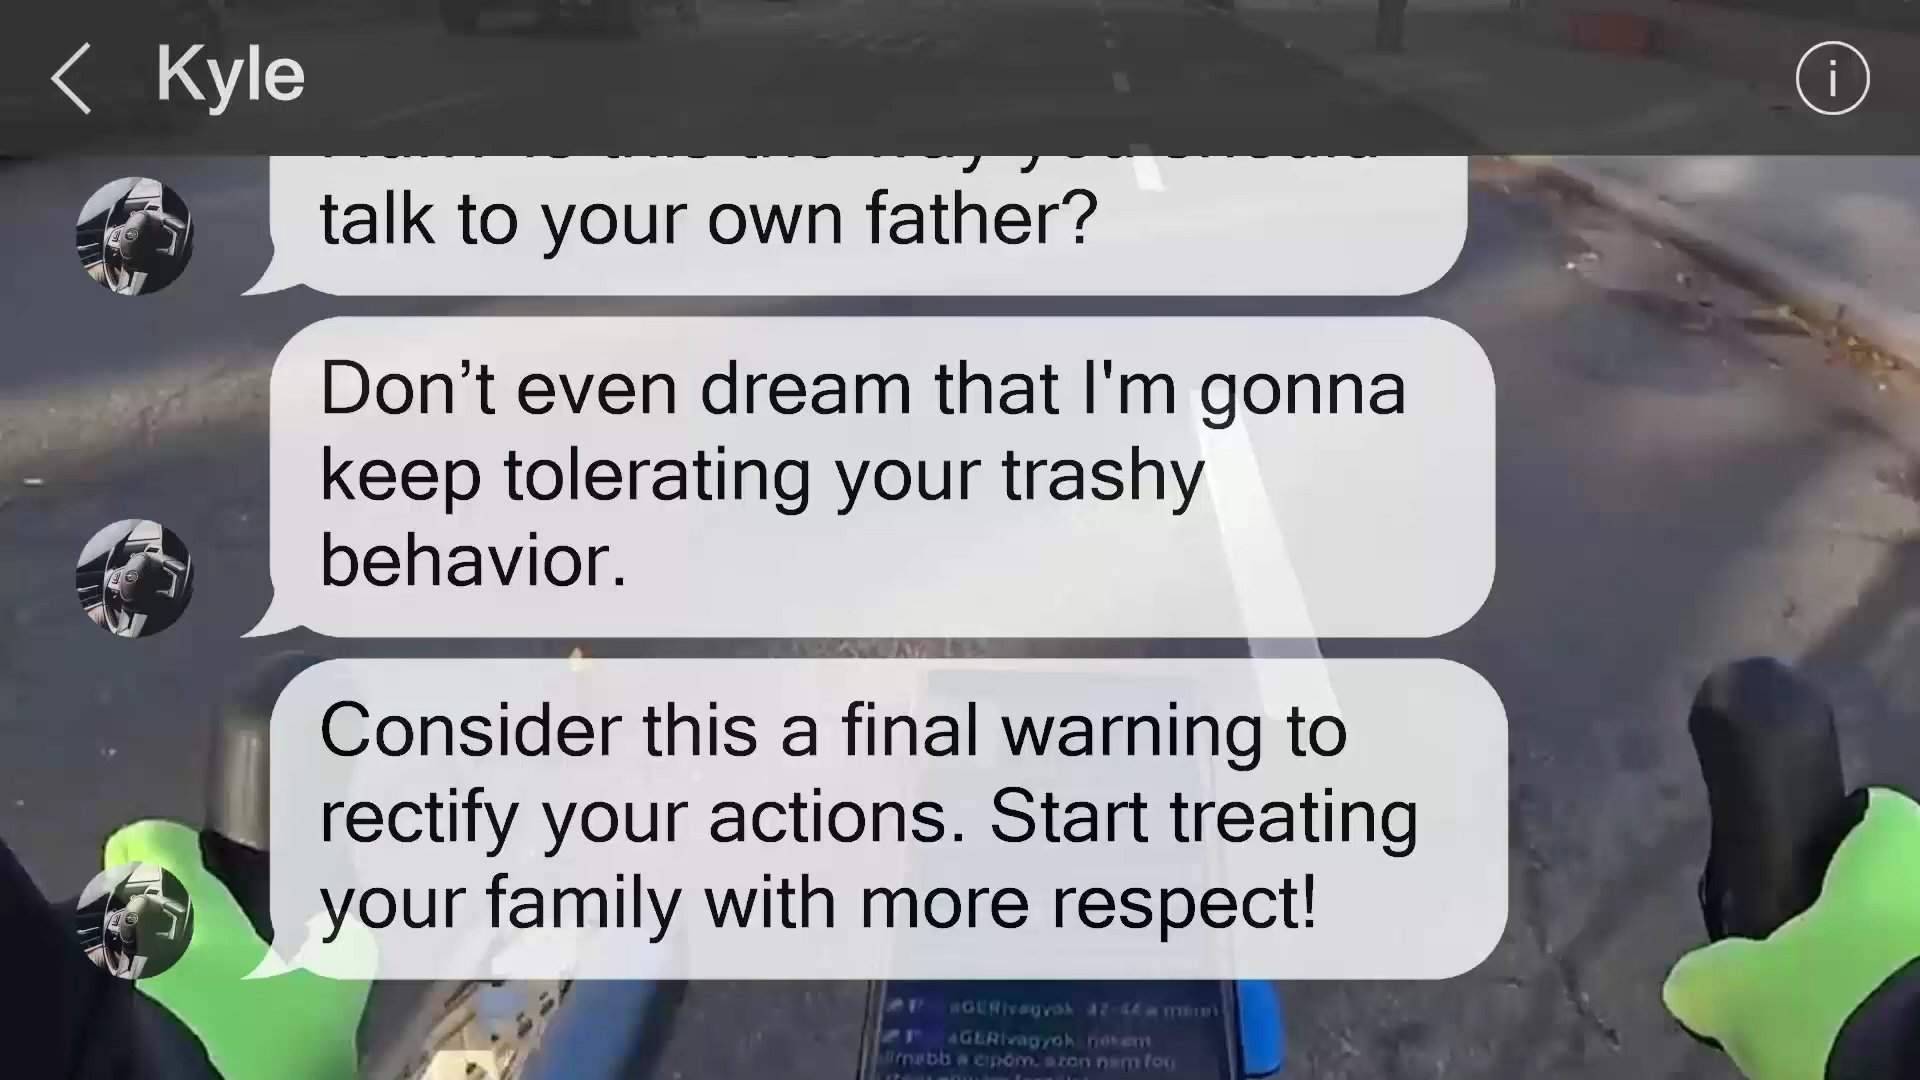 Kyle
talk to your own father?
Don’t even dream that I'm gonna
keep tolerating your trashy
behavior.
Consider this a final warning to
rectify your actions. Start treating
your family with more respect!